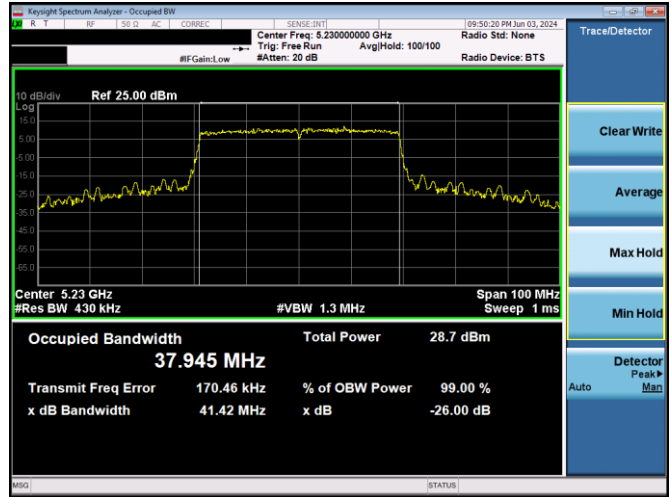 Keysight Spectrum Analyzer - Occupied BW
LXI R T RF 50 Ω AC CORREC SENSE:INT 09:50:20 PM Jun 03, 2024
Center Freq: 5.230000000 GHz Radio Std: None
Trig: Free Run Avg|Hold: 100/100
#IFGain:Low #Atten: 20 dB Radio Device: BTS
10 dB/div Ref 25.00 dBm
Log
15.0
5.00
-5.00
-15.0
-25.0
-35.0
-45.0
-55.0
-65.0
Center 5.23 GHz Span 100 MHz
#Res BW 430 kHz #VBW 1.3 MHz Sweep 1 ms
Occupied Bandwidth Total Power 28.7 dBm
37.945 MHz
Transmit Freq Error 170.46 kHz % of OBW Power 99.00 %
x dB Bandwidth 41.42 MHz x dB -26.00 dB
MSG STATUS
Trace/Detector
Clear Write
Average
Max Hold
Min Hold
Detector
Peak▶
Auto Man